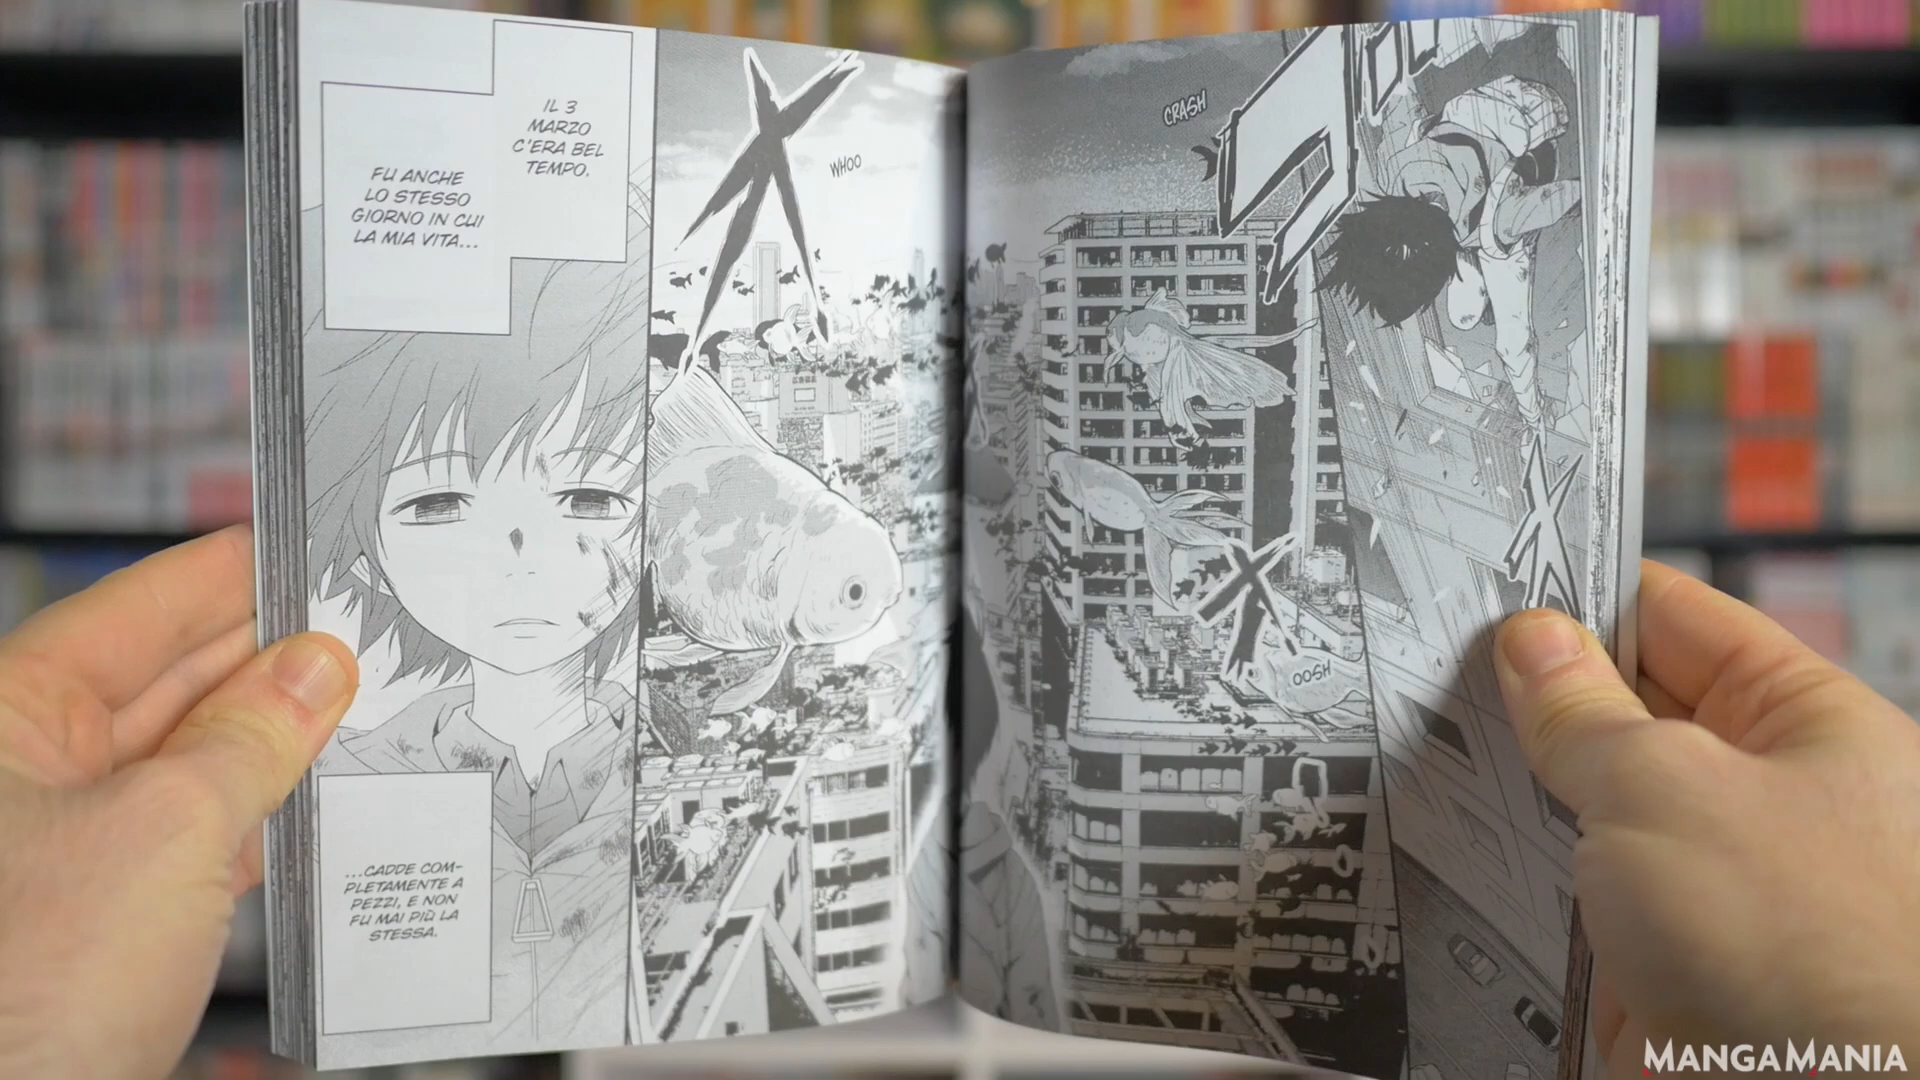 IL 3
MARZO
C'ERA BEL
TEMPO.
FU ANCHE
LO STESSO
GIORNO IN CUI
LA MIA VITA...
...CADDE COM-
PLETAMENTE A
PEZZI, E NON
FU MAI PIÙ LA
STESSA.
WHOO
CRASH
OOSH
MANGAMANIA